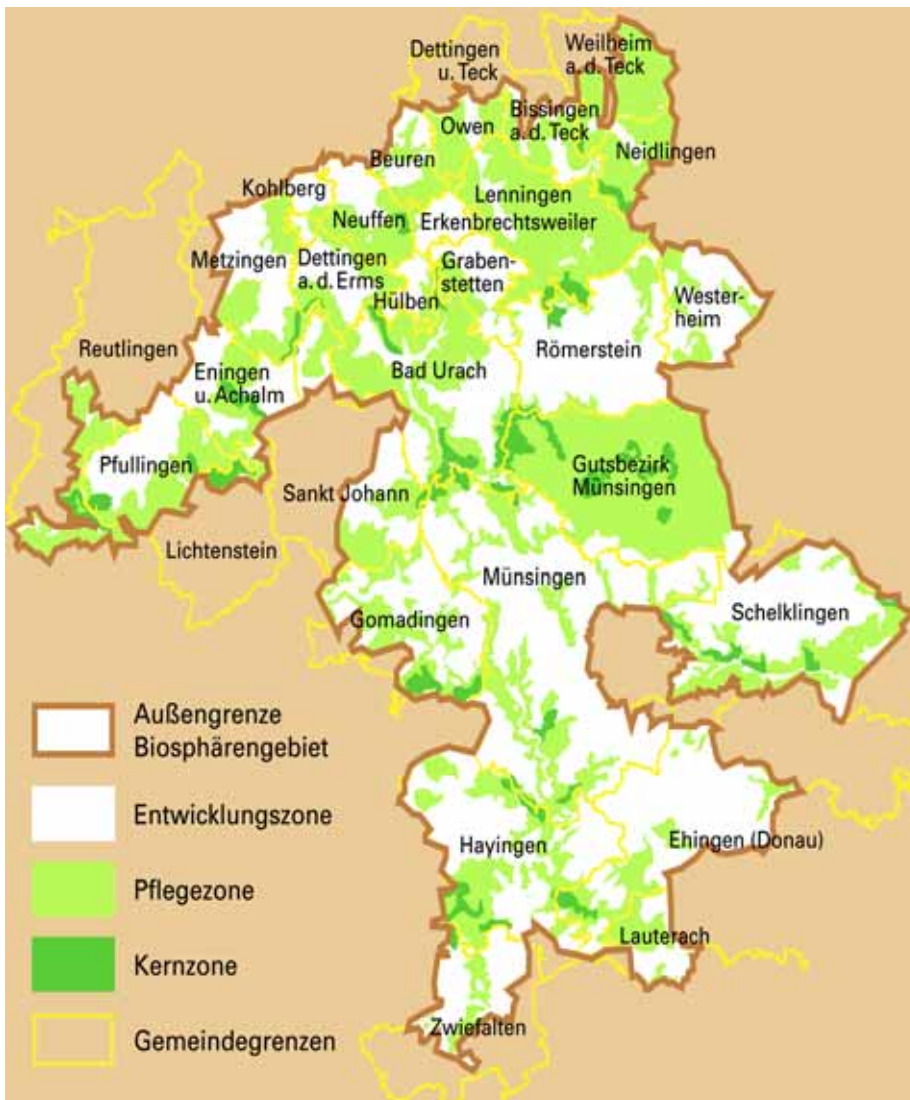 Dettingen
u. Teck
Weilheim
a. d. Teck
Bissingen
a. d. Teck
Owen
Neidlingen
Beuren
Kohlberg
Lenningen
Neuffen
Erkenbrechtsweiler
Metzingen
Dettingen
a. d. Erms
Graben-
stetten
Hülben
Wester-
heim
Reutlingen
Römerstein
Eningen
u. Achalm
Bad Urach
Pfullingen
Gutsbezirk
Münsingen
Sankt Johann
Lichtenstein
Münsingen
Gomadingen
Schelklingen
Hayingen
Ehingen (Donau)
Lauterach
Zwiefalten
Außengrenze
Biosphärengebiet
Entwicklungszone
Pflegezone
Kernzone
Gemeindegrenzen